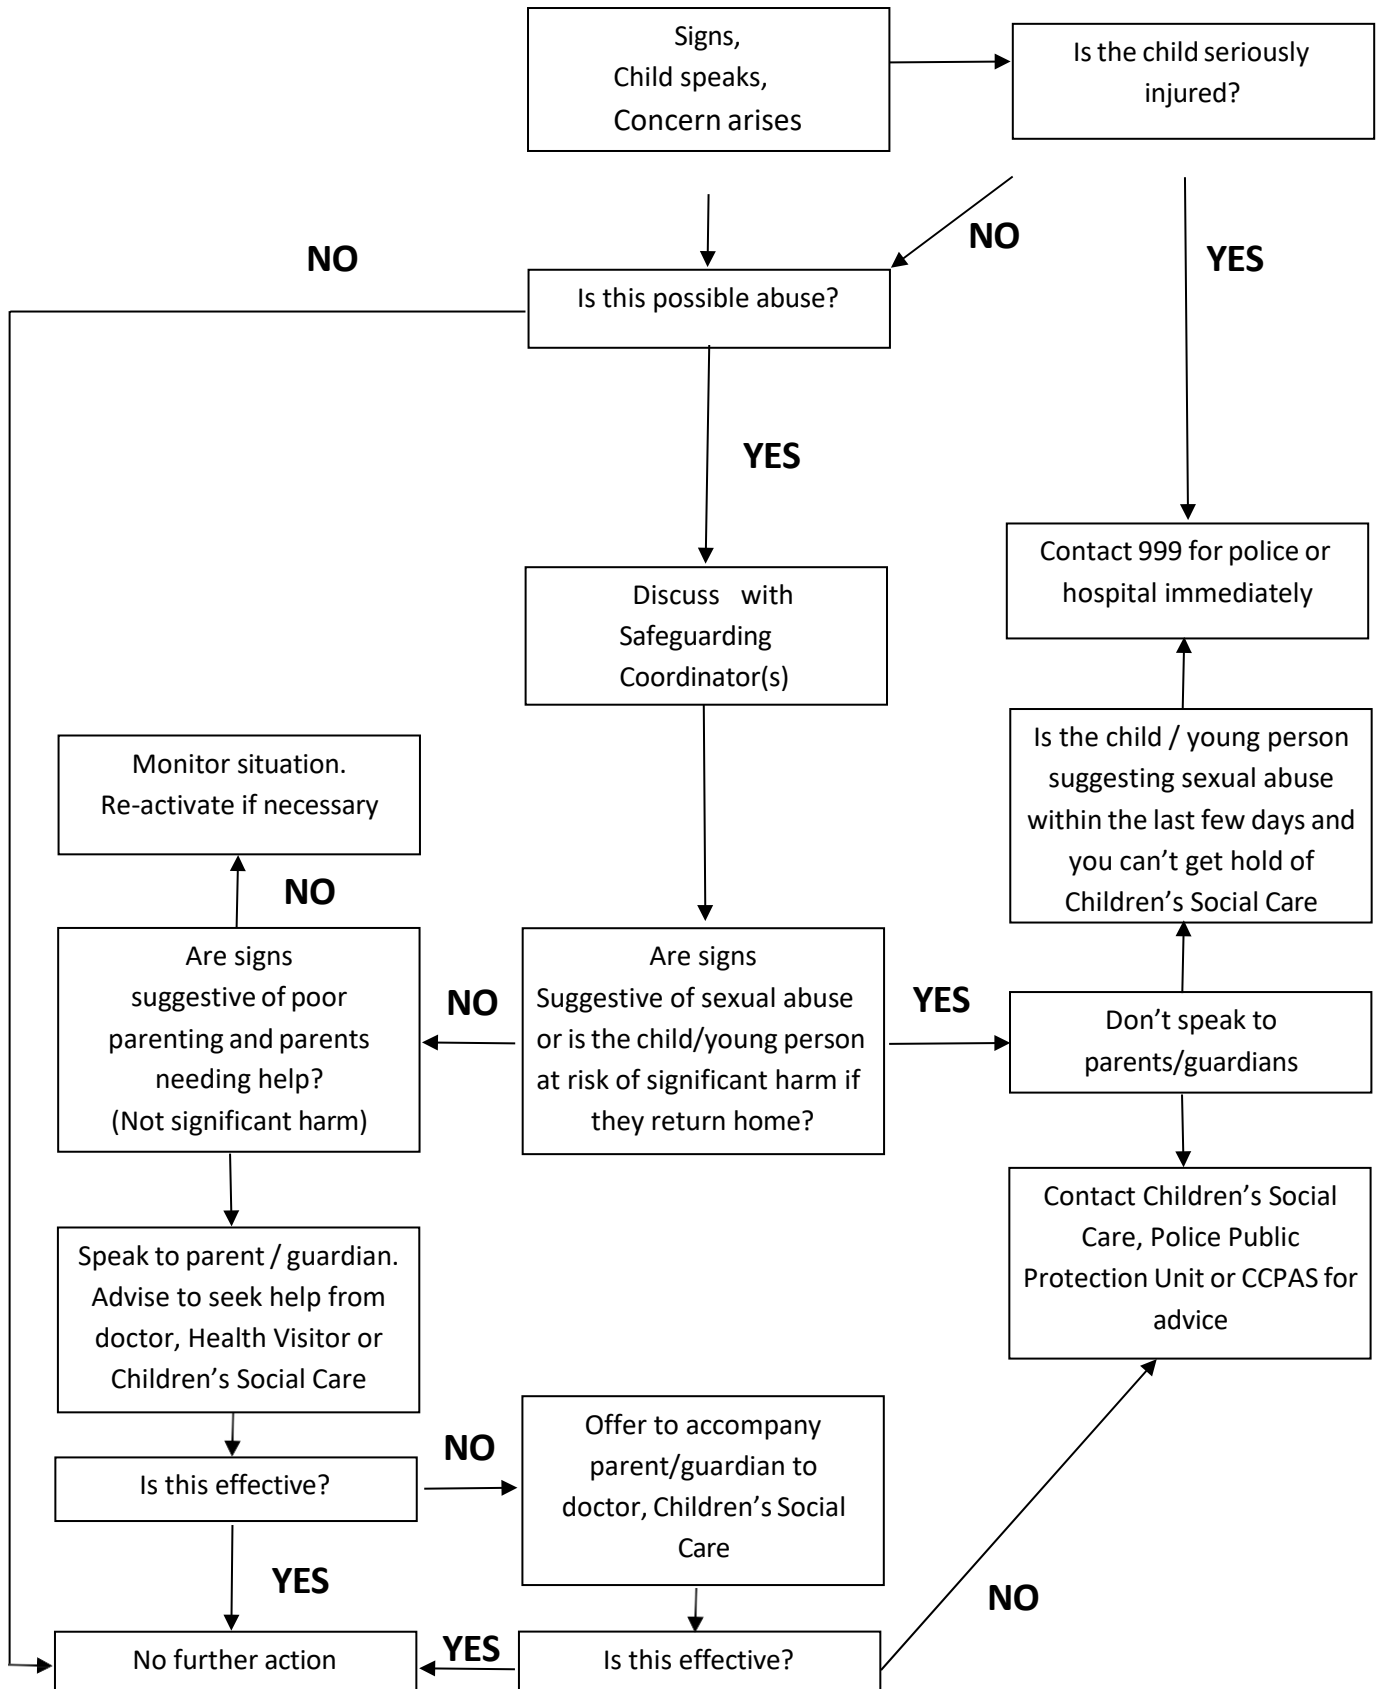 Signs,
Child speaks,
Concern arises
Is the child seriously
injured?
NO
NO
YES
Is this possible abuse?
YES
Contact 999 for police or
hospital immediately
Discuss with
Safeguarding
Coordinator(s)
Is the child / young person
suggesting sexual abuse
within the last few days and
you can’t get hold of
Children’s Social Care
Monitor situation.
Re-activate if necessary
NO
Are signs
suggestive of poor
parenting and parents
needing help?
(Not significant harm)
NO
Are signs
Suggestive of sexual abuse
or is the child/young person
at risk of significant harm if
they return home?
YES
Don’t speak to
parents/guardians
Contact Children’s Social
Care, Police Public
Protection Unit or CCPAS for
advice
Speak to parent / guardian.
Advise to seek help from
doctor, Health Visitor or
Children’s Social Care
Is this effective?
NO
Offer to accompany
parent/guardian to
doctor, Children’s Social
Care
YES
NO
No further action
YES
Is this effective?